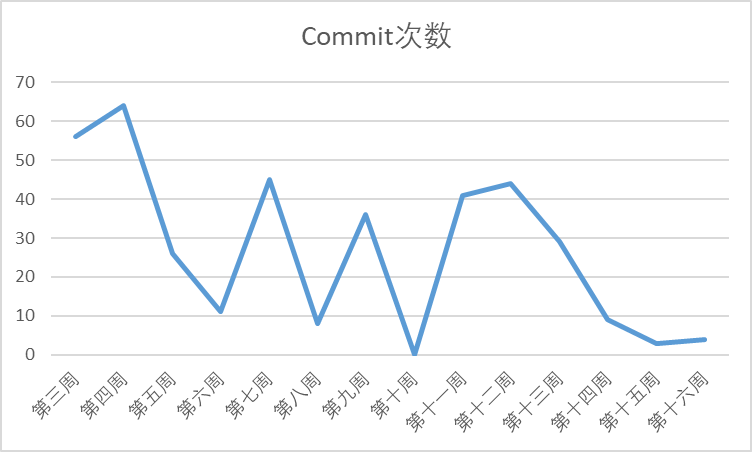 Commit次数
70
60
50
40
30
20
10
0
第三周
第四周
第五周
第六周
第七周
第八周
第九周
第十周
第十一周
第十二周
第十三周
第十四周
第十五周
第十六周